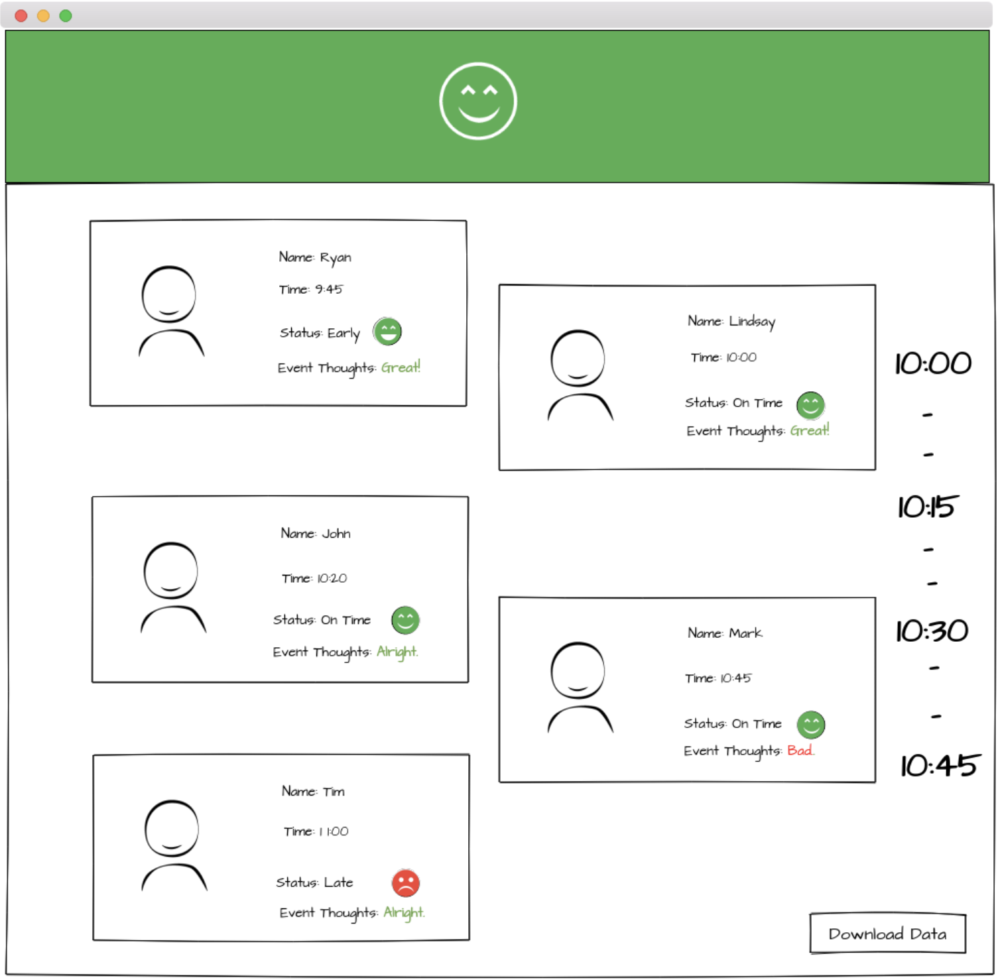 Name: Ryan
Time: 9:45
Status: Early
Event Thoughts: Great!
Name: Lindsay
Time: 10:00
Status: On Time
Event Thoughts: Great!
Name: John
Time: 10:20
Status: On Time
Event Thoughts: Alright.
Name: Mark
Time: 10:45
Status: On Time
Event Thoughts: Bad..
Name: Tim
Time: 11:00
Status: Late
Event Thoughts: Alright.
10:00
-
-
10:15
-
-
10:30
-
-
10:45
Download Data